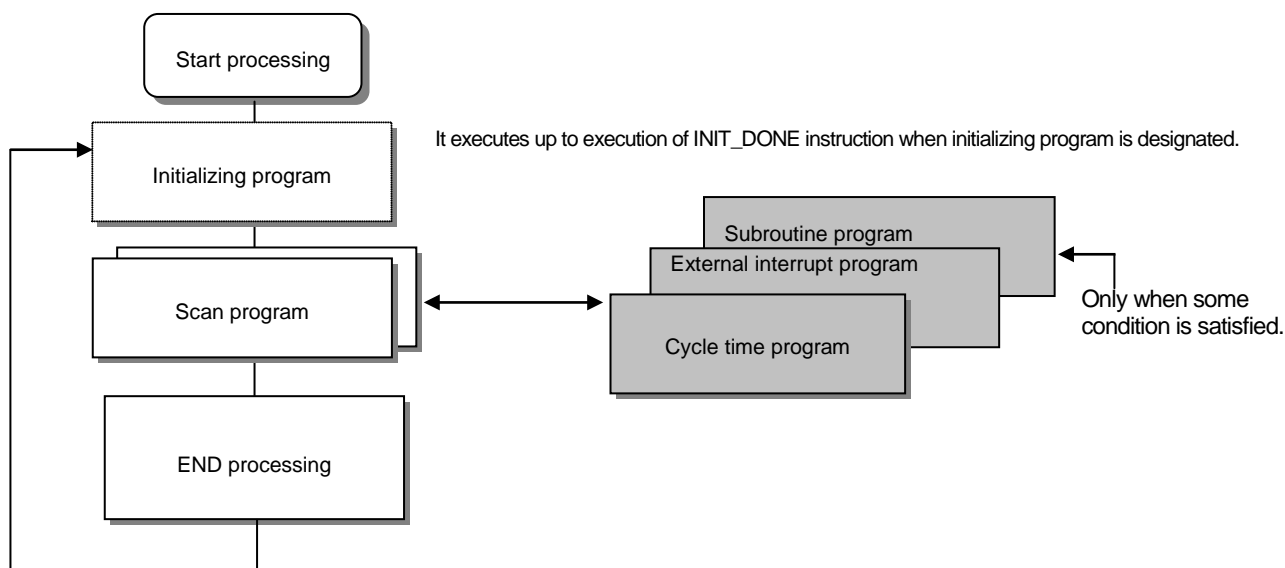 Start processing
It executes up to execution of INIT_DONE instruction when initializing program is designated.
Initializing program
Subroutine program
External interrupt program
Scan program
Cycle time program
Only when some
condition is satisfied.
END processing